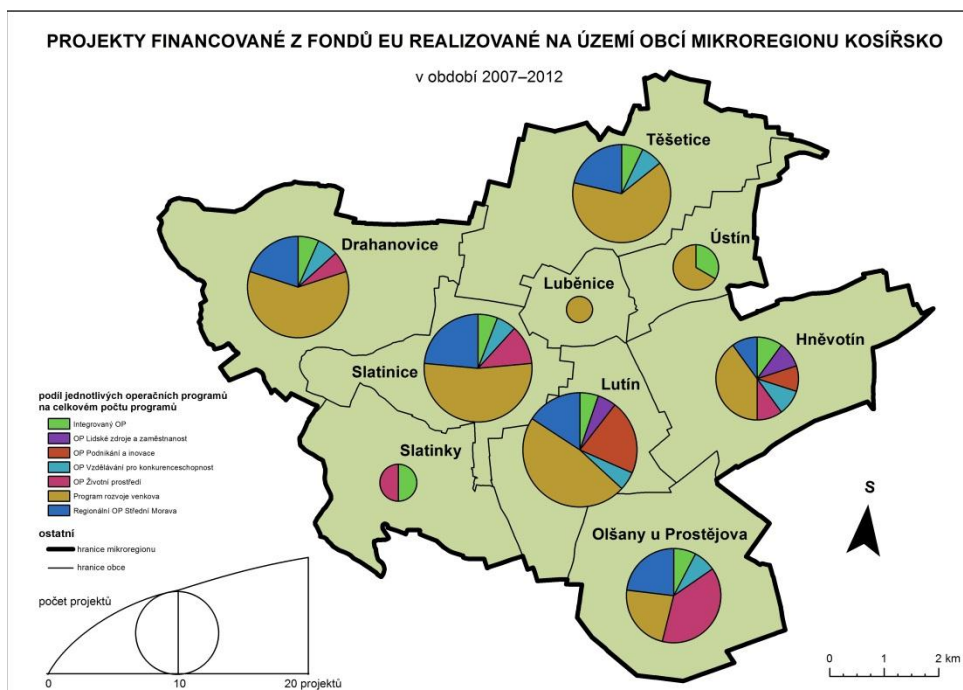 PROJEKTY FINANCOVANÉ Z FONDŮ EU REALIZOVANÉ NA ÚZEMÍ OBCÍ MIKROREGIONU KOSÍŘSKO
v období 2007–2012
Těšetice
Ústín
Drahanovice
Luběnice
Hněvotín
Slatinice
Lutín
Slatinky
Olšany u Prostějova
podíl jednotlivých operačních programů
na celkovém počtu programů
Integrovaný OP
OP Lidské zdroje a zaměstnanost
OP Podnikání a inovace
OP Vzdělávání pro konkurenceschopnost
OP Životní prostředí
Program rozvoje venkova
Regionální OP Střední Morava
ostatní
hranice mikroregionu
hranice obce
počet projektů
0 10 20 projektů
S
0 1 2 km